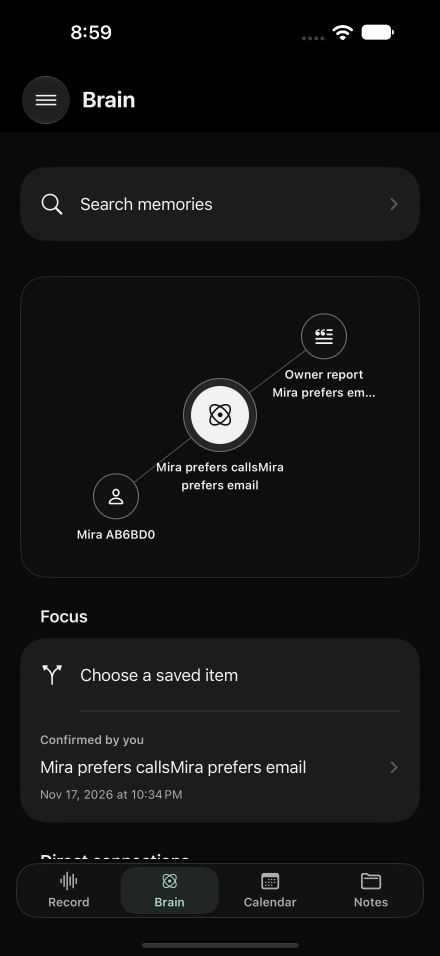 8:59
Brain
Search memories
Owner report
Mira prefers em...
Mira prefers callsMira
prefers email
Mira AB6BD0
Focus
Choose a saved item
Confirmed by you
Mira prefers callsMira prefers email
Nov 17, 2026 at 10:34 PM
Direct connections
Record
Brain
Calendar
Notes